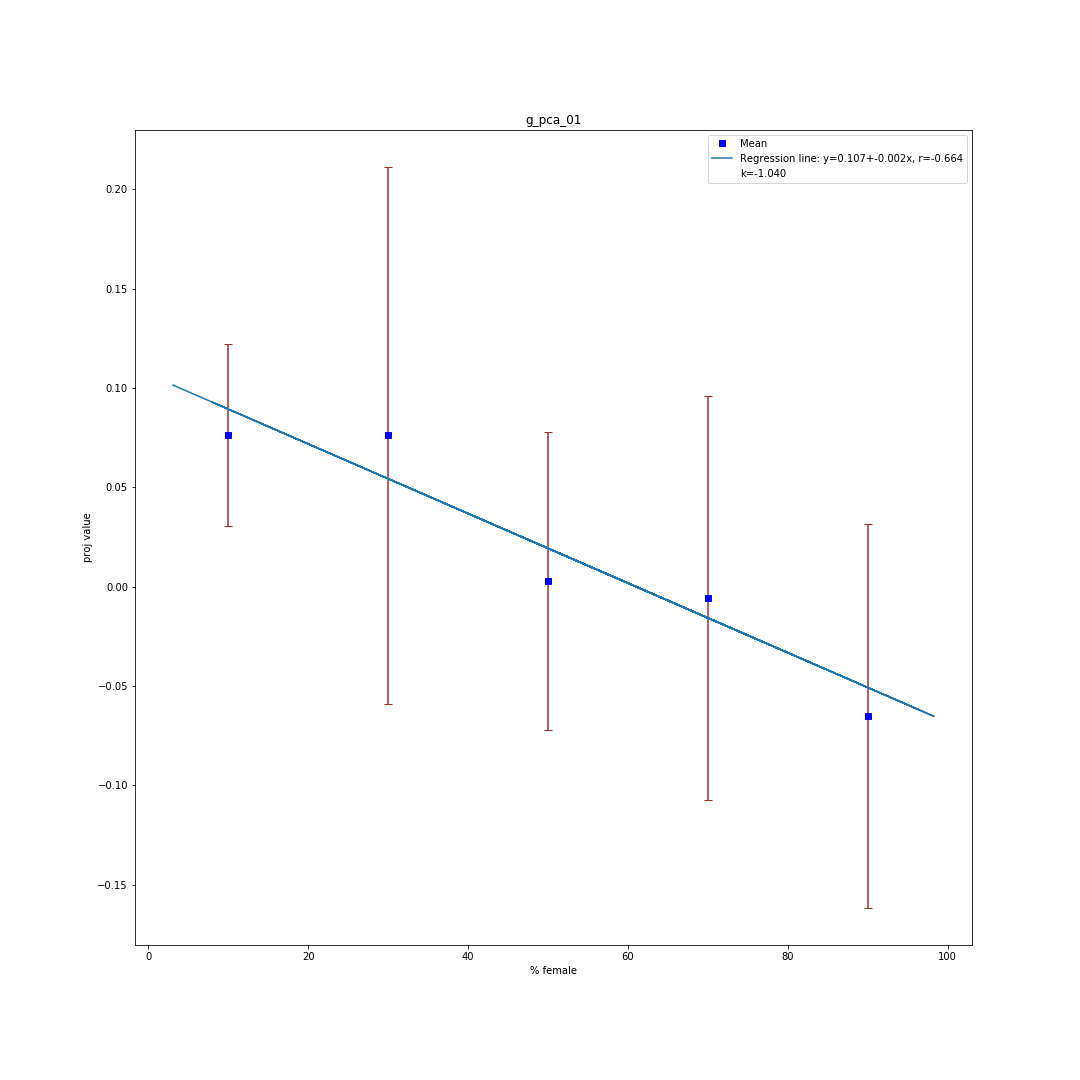 g_pca_01
Mean
Regression line: y=0.107+-0.002x, r=-0.664
k=-1.040
0.20
0.15
0.10
0.05
0.00
−0.05
−0.10
−0.15
proj value
0 20 40 60 80 100
% female